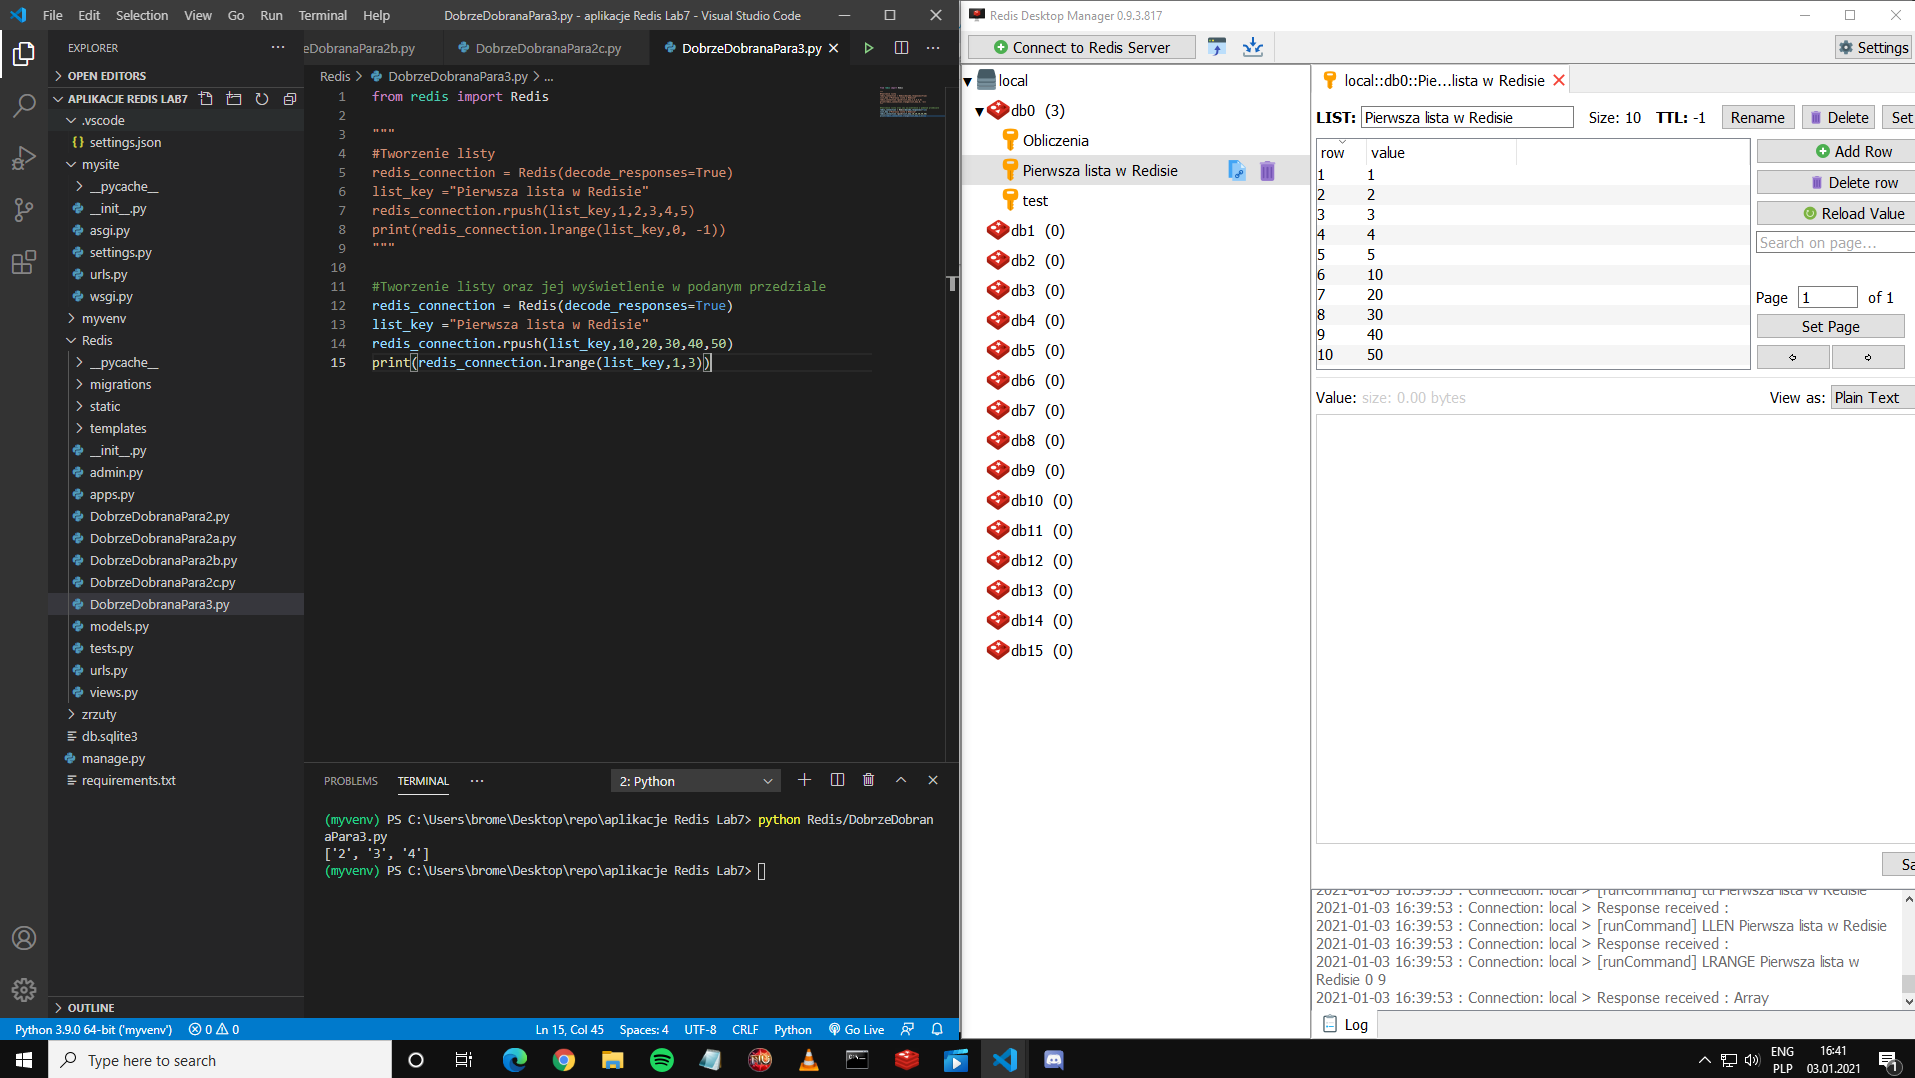 File Edit Selection View Go Run Terminal Help
DobrzeDobranaPara3.py - aplikacje Redis Lab7 - Visual Studio Code
EXPLORER
OPEN EDITORS
APLIKACJE REDIS LAB7
.vscode
settings.json
mysite
__pycache__
__init__.py
asgi.py
settings.py
urls.py
wsgi.py
myvenv
Redis
__pycache__
migrations
static
templates
__init__.py
admin.py
apps.py
DobrzeDobranaPara2.py
DobrzeDobranaPara2a.py
DobrzeDobranaPara2b.py
DobrzeDobranaPara2c.py
DobrzeDobranaPara3.py
models.py
tests.py
urls.py
views.py
zrzuty
db.sqlite3
manage.py
requirements.txt
OUTLINE
eDobranaPara2b.py DobrzeDobranaPara2c.py DobrzeDobranaPara3.py
Redis > DobrzeDobranaPara3.py > ...
1 from redis import Redis
2
3 """
4 #Tworzenie listy
5 redis_connection = Redis(decode_responses=True)
6 list_key ="Pierwsza lista w Redisie"
7 redis_connection.rpush(list_key,1,2,3,4,5)
8 print(redis_connection.lrange(list_key,0, -1))
9 """
10
11 #Tworzenie listy oraz jej wyświetlenie w podanym przedziale
12 redis_connection = Redis(decode_responses=True)
13 list_key ="Pierwsza lista w Redisie"
14 redis_connection.rpush(list_key,10,20,30,40,50)
15 print(redis_connection.lrange(list_key,1,3))
PROBLEMS TERMINAL ... 2: Python
(myvenv) PS C:\Users\brome\Desktop\repo\aplikacje Redis Lab7> python Redis/DobrzeDobran
aPara3.py
['2', '3', '4']
(myvenv) PS C:\Users\brome\Desktop\repo\aplikacje Redis Lab7>
Python 3.9.0 64-bit ('myvenv') 0 0 Ln 15, Col 45 Spaces: 4 UTF-8 CRLF Python Go Live
Redis Desktop Manager 0.9.3.817
Connect to Redis Server
Settings
local
db0 (3)
Obliczenia
Pierwsza lista w Redisie
test
db1 (0)
db2 (0)
db3 (0)
db4 (0)
db5 (0)
db6 (0)
db7 (0)
db8 (0)
db9 (0)
db10 (0)
db11 (0)
db12 (0)
db13 (0)
db14 (0)
db15 (0)
local::db0::Pie...lista w Redisie
LIST: Pierwsza lista w Redisie Size: 10 TTL: -1 Rename Delete Set
row value
1 1
2 2
3 3
4 4
5 5
6 10
7 20
8 30
9 40
10 50
Add Row
Delete row
Reload Value
Search on page...
Page 1 of 1
Set Page
Value: size: 0.00 bytes View as: Plain Text
Sa
2021-01-03 16:39:53 : Connection: local > [runCommand] ttl Pierwsza lista w Redisie
2021-01-03 16:39:53 : Connection: local > Response received :
2021-01-03 16:39:53 : Connection: local > [runCommand] LLEN Pierwsza lista w Redisie
2021-01-03 16:39:53 : Connection: local > Response received :
2021-01-03 16:39:53 : Connection: local > [runCommand] LRANGE Pierwsza lista w
Redisie 0 9
2021-01-03 16:39:53 : Connection: local > Response received : Array
Log
Type here to search
ENG
PLP
16:41
03.01.2021
1